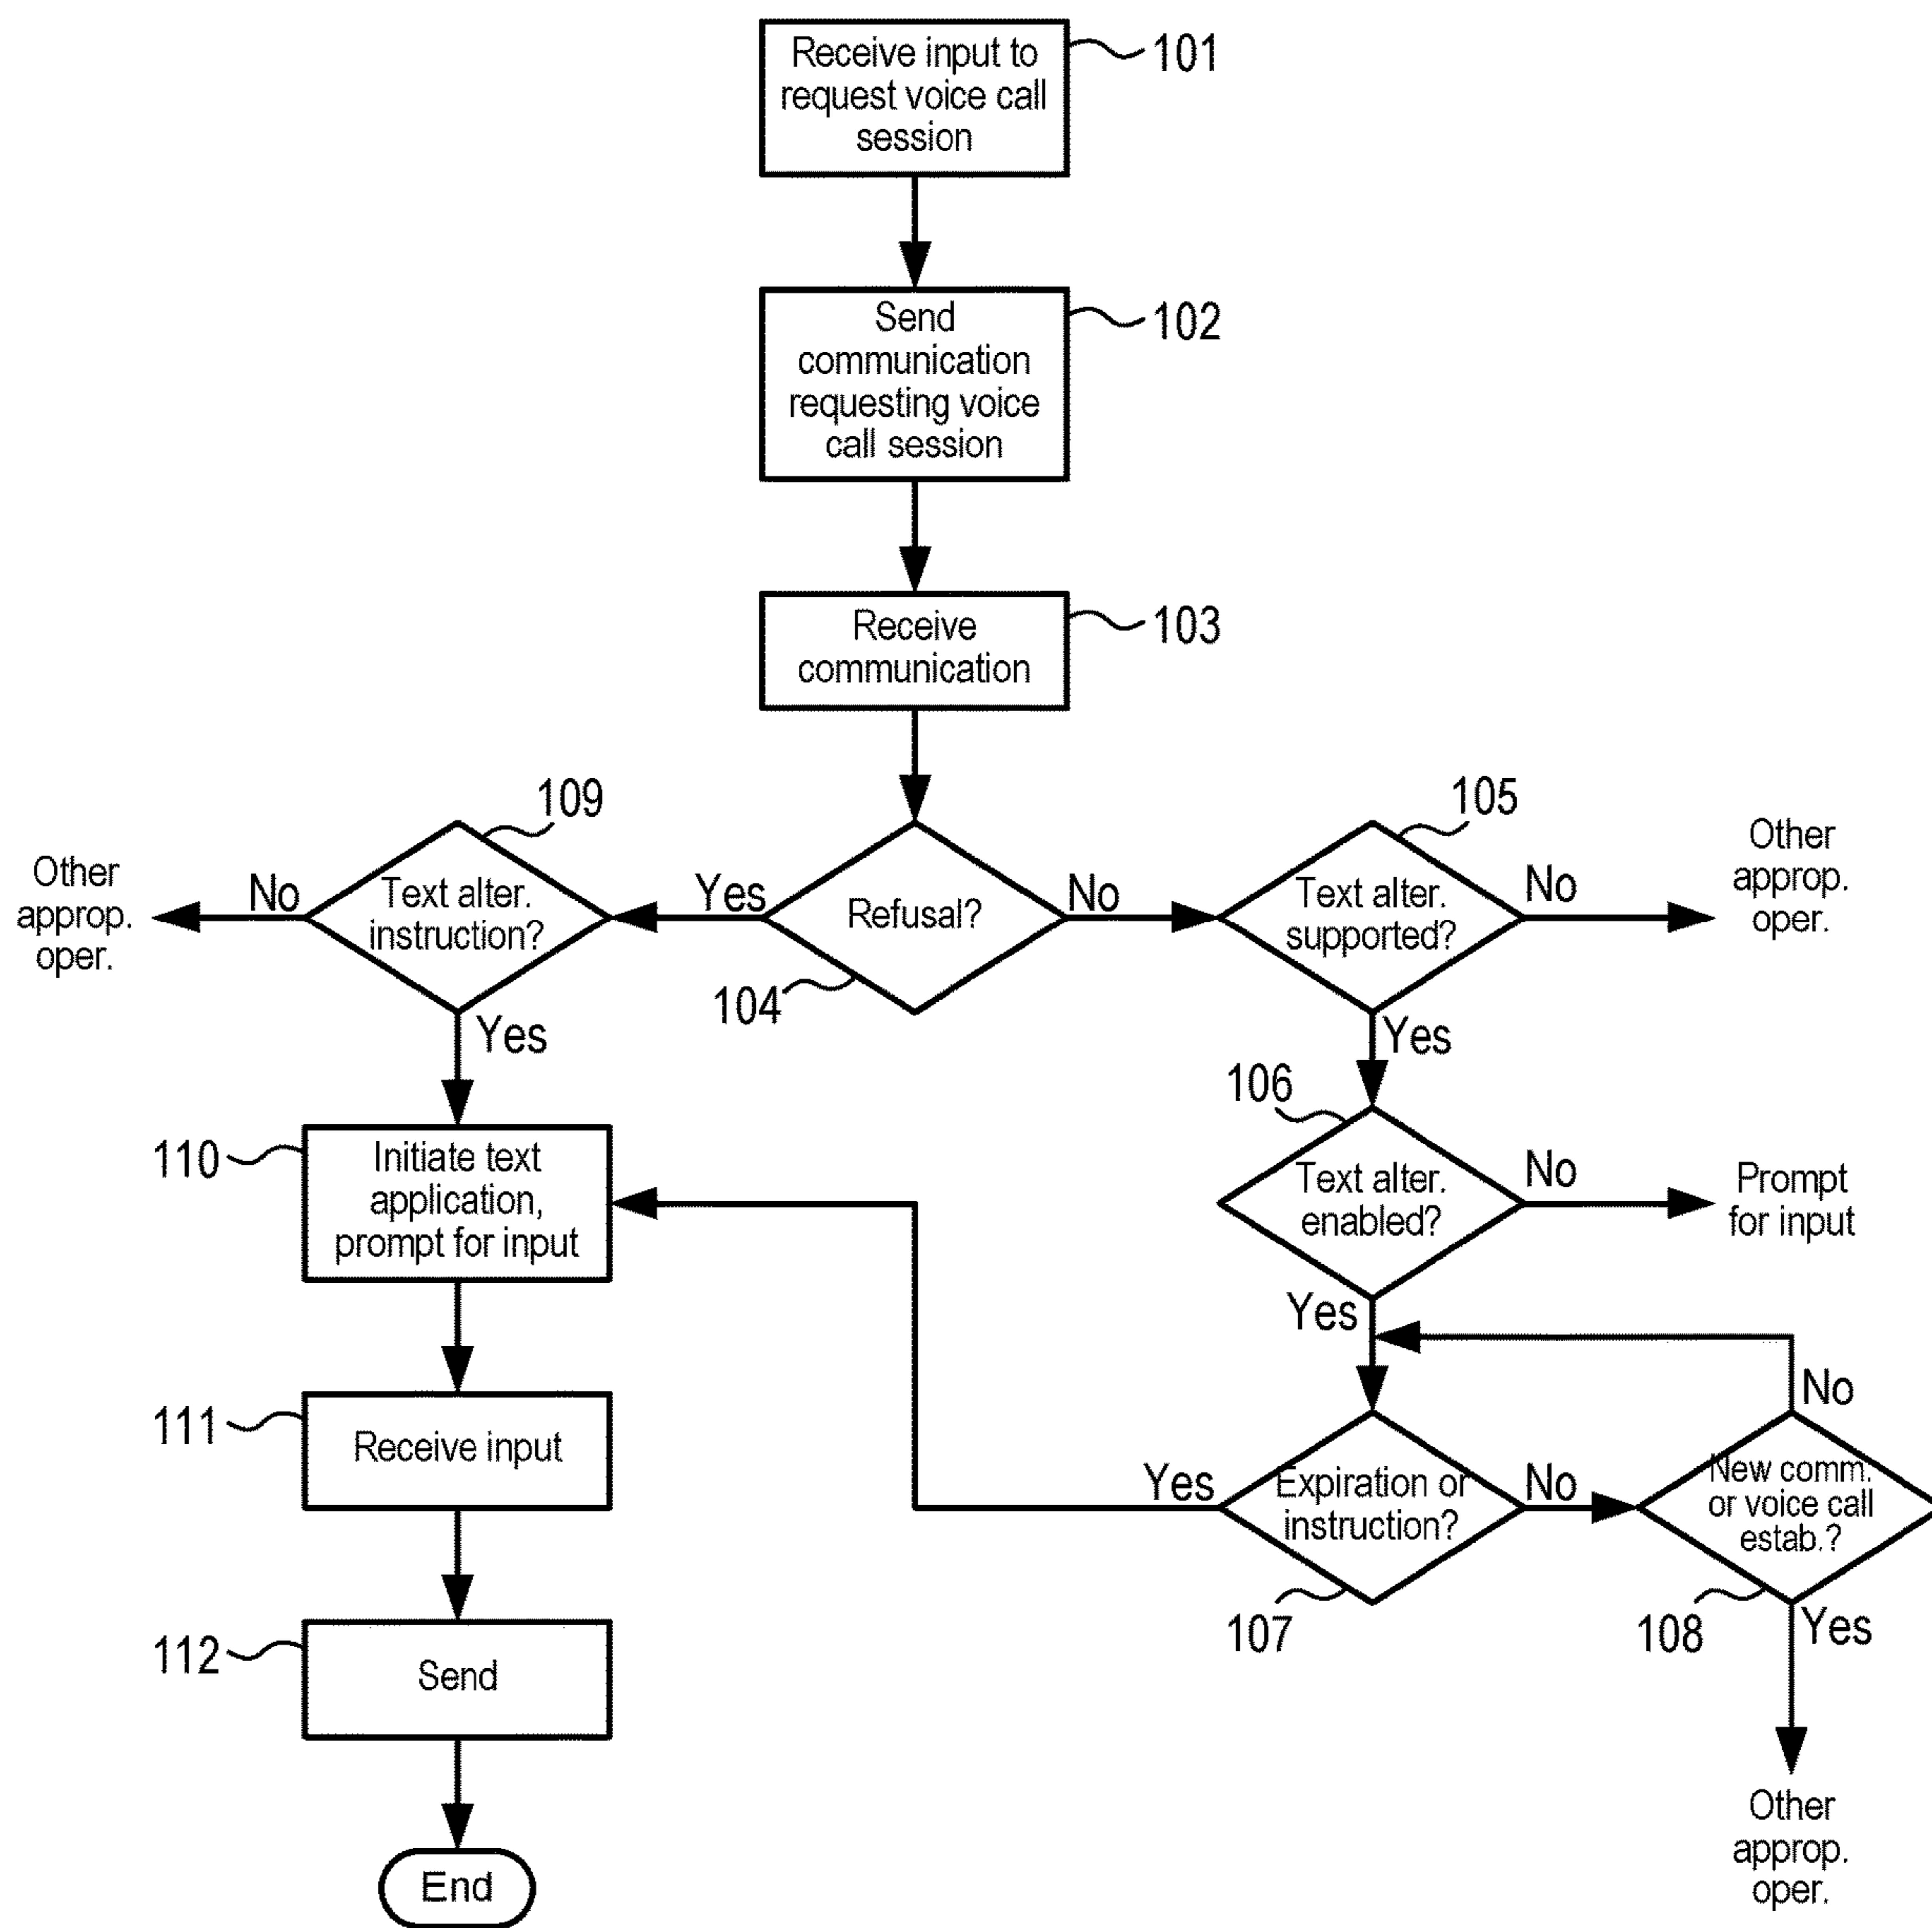 Receive input to
request voice call
session
101
Send
communication
requesting voice
call session
102
Receive
communication
103
109
105
Other
approp.
oper.
No
Text alter.
instruction?
Yes
Refusal?
No
Text alter.
supported?
No
Other
approp.
oper.
104
Yes
Yes
106
110
Initiate text
application,
prompt for input
Text alter.
enabled?
No
Prompt
for input
Yes
No
111
Receive input
Yes
Expiration or
instruction?
No
New comm.
or voice call
estab.?
107
108
Yes
112
Send
Other
approp.
oper.
End